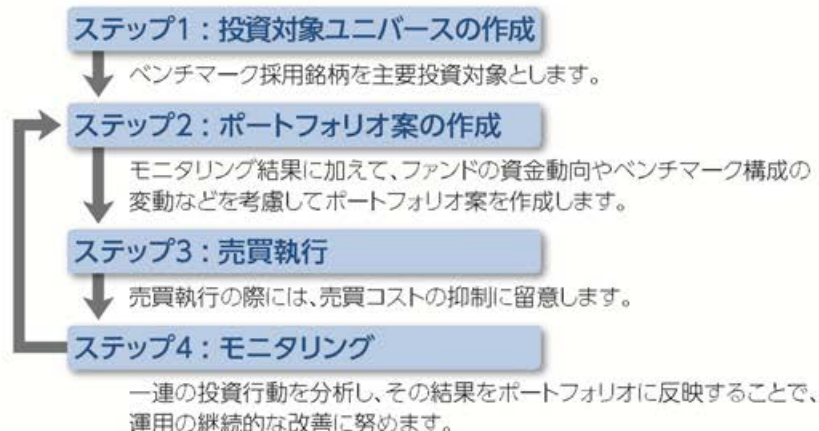 ステップ1：投資対象ユニバースの作成
ベンチマーク採用銘柄を主要投資対象とします。
ステップ2：ポートフォリオ案の作成
モニタリング結果に加えて、ファンドの資金動向やベンチマーク構成の
変動などを考慮してポートフォリオ案を作成します。
ステップ3：売買執行
売買執行の際には、売買コストの抑制に留意します。
ステップ4：モニタリング
一連の投資行動を分析し、その結果をポートフォリオに反映することで、
運用の継続的な改善に努めます。